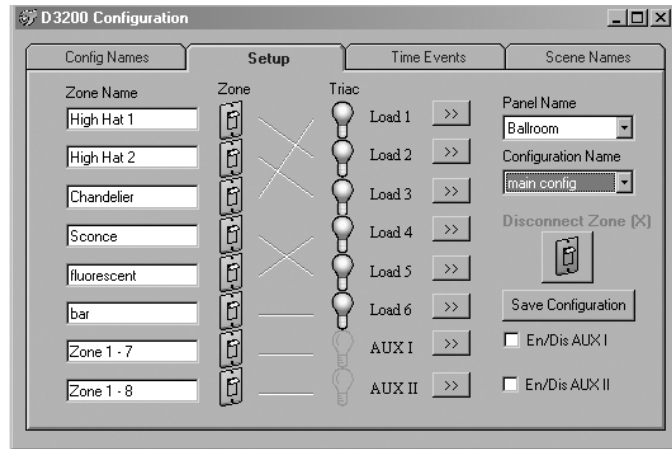 D3200 Configuration
Config Names
Setup
Time Events
Scene Names
Zone Name
Zone
Triac
High Hat 1
Load 1
>>
High Hat 2
Load 2
>>
Chandelier
Load 3
>>
Sconce
Load 4
>>
fluorescent
Load 5
>>
bar
Load 6
>>
Zone 1 - 7
AUX I
>>
Zone 1 - 8
AUX II
>>
Panel Name
Ballroom
Configuration Name
main config
Disconnect Zone (X)
Save Configuration
En/Dis AUX I
En/Dis AUX II